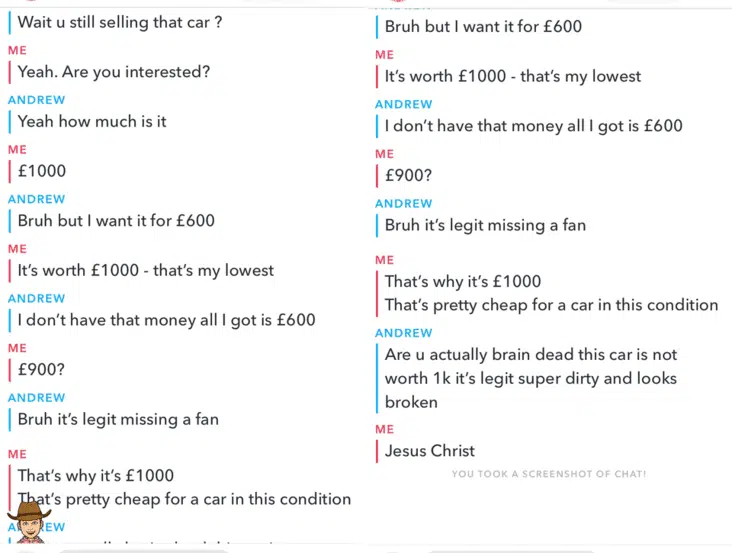 Wait u still selling that car ?
ME
Yeah. Are you interested?
ANDREW
Yeah how much is it
ME
£1000
ANDREW
Bruh but I want it for £600
ME
It's worth £1000 - that's my lowest
ANDREW
I don't have that money all I got is £600
ME
£900?
ANDREW
Bruh it's legit missing a fan
ME
That's why it's £1000
That's pretty cheap for a car in this condition
Bruh but I want it for £600
ME
It's worth £1000 - that's my lowest
ANDREW
I don't have that money all I got is £600
ME
£900?
ANDREW
Bruh it's legit missing a fan
ME
That's why it's £1000
That's pretty cheap for a car in this condition
ANDREW
Are u actually brain dead this car is not
worth 1k it's legit super dirty and looks
broken
ME
Jesus Christ
YOU TOOK A SCREENSHOT OF CHAT!